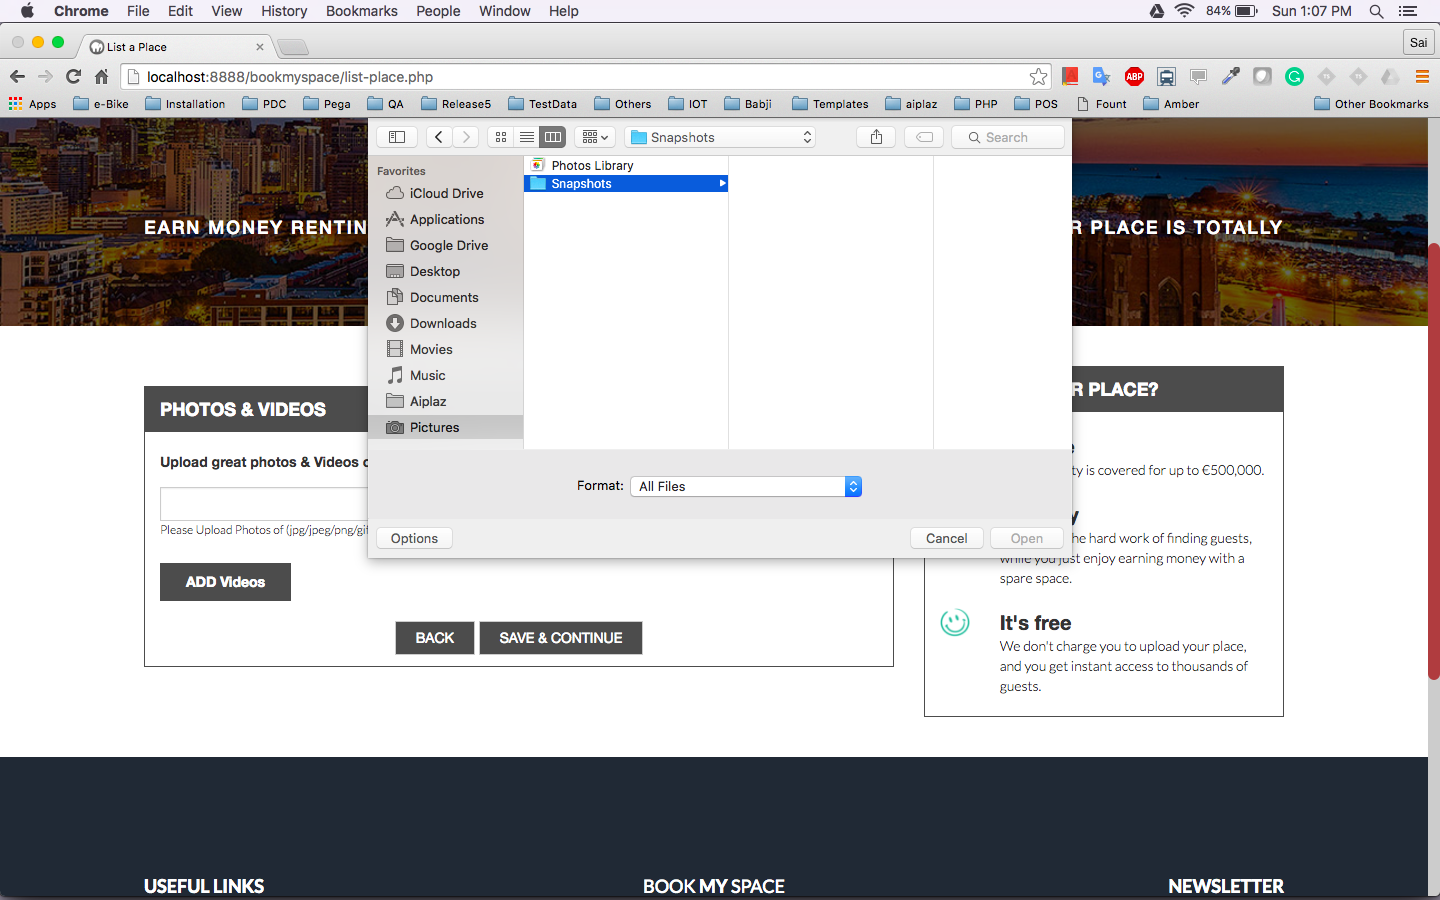 Chrome File Edit View History Bookmarks People Window Help 84% Sun 1:07 PM
List a Place Sai
localhost:8888/bookmyspace/list-place.php ABP
Apps e-Bike Installation PDC Pega QA Release5 TestData Others IOT Babji Templates aiplaz PHP POS Fount Amber Other Bookmarks
Snapshots Search
Favorites
iCloud Drive
Applications
Google Drive
Desktop
Documents
Downloads
Movies
Music
Aiplaz
Pictures
Photos Library
Snapshots
Format: All Files
Options Cancel Open
EARN MONEY RENTIN
R PLACE IS TOTALLY
PHOTOS & VIDEOS
Upload great photos & Videos
Please Upload Photos of (jpg/jpeg/png/gif
ADD Videos
BACK SAVE & CONTINUE
R PLACE?
ty is covered for up to €500,000.
y
he hard work of finding guests,
while you just enjoy earning money with a
spare space.
It's free
We don't charge you to upload your place,
and you get instant access to thousands of
guests.
USEFUL LINKS BOOK MY SPACE NEWSLETTER